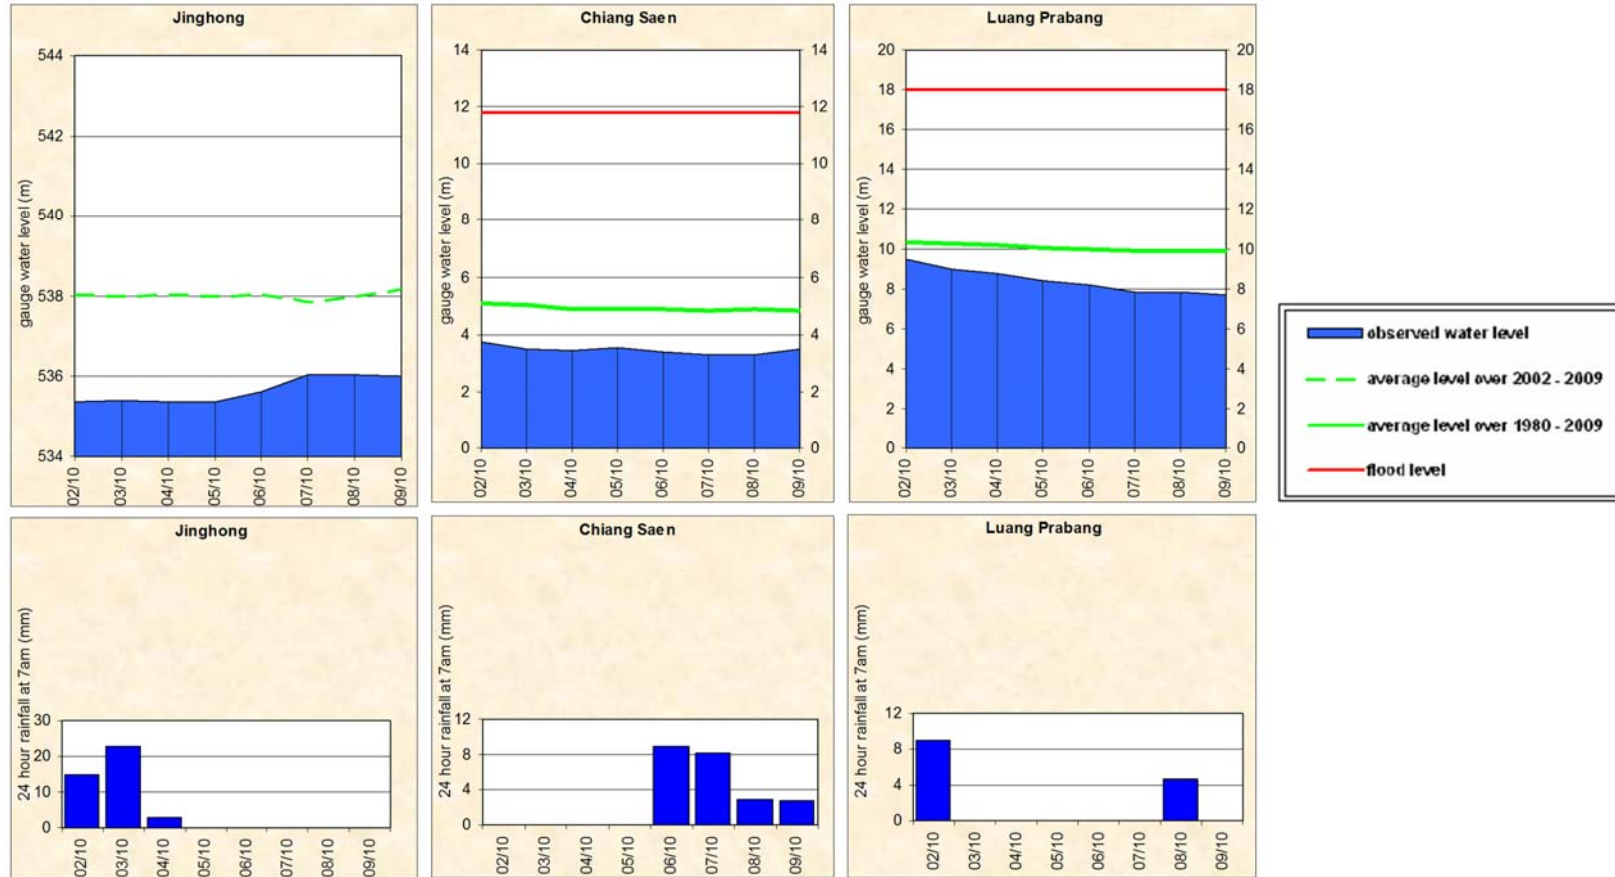 Jinghong
gauge water level (m)
544
542
540
538
536
534
02/10 03/10 04/10 05/10 06/10 07/10 08/10 09/10
Chiang Saen
gauge water level (m)
14 14
12 12
10 10
8 8
6 6
4 4
2 2
0 0
02/10 03/10 04/10 05/10 06/10 07/10 08/10 09/10
Luang Prabang
gauge water level (m)
20 20
18 18
16 16
14 14
12 12
10 10
8 8
6 6
4 4
2 2
0 0
02/10 03/10 04/10 05/10 06/10 07/10 08/10 09/10
observed water level
average level over 2002 - 2009
average level over 1980 - 2009
flood level
Jinghong
24 hour rainfall at 7am (mm)
30
20
10
0
02/10 03/10 04/10 05/10 06/10 07/10 08/10 09/10
Chiang Saen
24 hour rainfall at 7am (mm)
12
8
4
0
02/10 03/10 04/10 05/10 06/10 07/10 08/10 09/10
Luang Prabang
24 hour rainfall at 7am (mm)
12
8
4
0
02/10 03/10 04/10 05/10 06/10 07/10 08/10 09/10